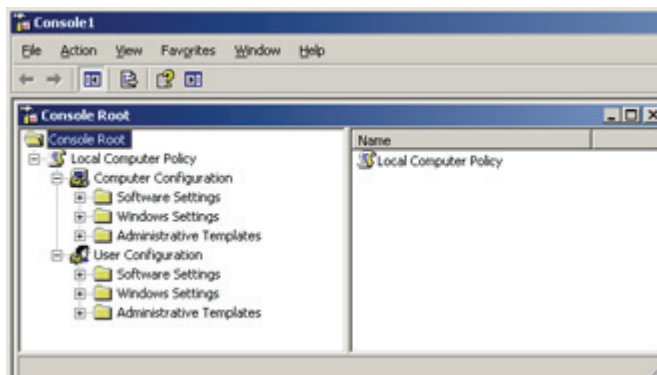 Console1
File Action View Favorites Window Help
Console Root
Console Root
Local Computer Policy
Computer Configuration
Software Settings
Windows Settings
Administrative Templates
User Configuration
Software Settings
Windows Settings
Administrative Templates
Name
Local Computer Policy